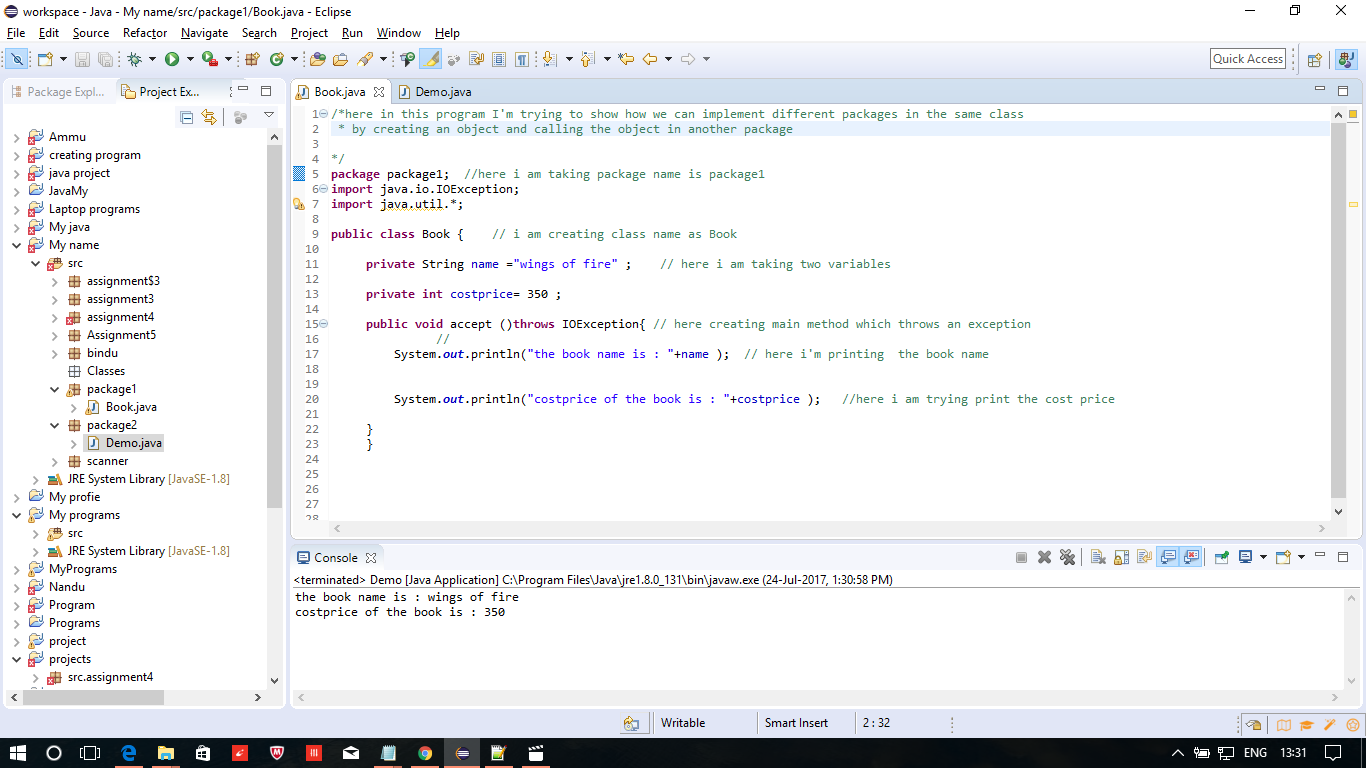 workspace - Java - My name/src/package1/Book.java - Eclipse
File Edit Source Refactor Navigate Search Project Run Window Help
Quick Access
Package Expl... Project Ex...
Ammu
creating program
java project
JavaMy
Laptop programs
My java
My name
src
assignment$3
assignment3
assignment4
Assignment5
bindu
Classes
package1
Book.java
package2
Demo.java
scanner
JRE System Library [JavaSE-1.8]
My profie
My programs
src
JRE System Library [JavaSE-1.8]
MyPrograms
Nandu
Program
Programs
project
projects
src.assignment4
Book.java Demo.java
1 /*here in this program I'm trying to show how we can implement different packages in the same class
2 * by creating an object and calling the object in another package
3
4 */
5 package package1; //here i am taking package name is package1
6 import java.io.IOException;
7 import java.util.*;
8
9 public class Book { // i am creating class name as Book
10
11 private String name ="wings of fire" ; // here i am taking two variables
12
13 private int costprice= 350 ;
14
15 public void accept ()throws IOException{ // here creating main method which throws an exception
16 //
17 System.out.println("the book name is : "+name ); // here i'm printing  the book name
18
19
20 System.out.println("costprice of the book is : "+costprice ); //here i am trying print the cost price
21
22 }
23 }
24
25
26
27
28
Console
<terminated> Demo [Java Application] C:\Program Files\Java\jre1.8.0_131\bin\javaw.exe (24-Jul-2017, 1:30:58 PM)
the book name is : wings of fire
costprice of the book is : 350
Writable Smart Insert 2 : 32
ENG 13:31